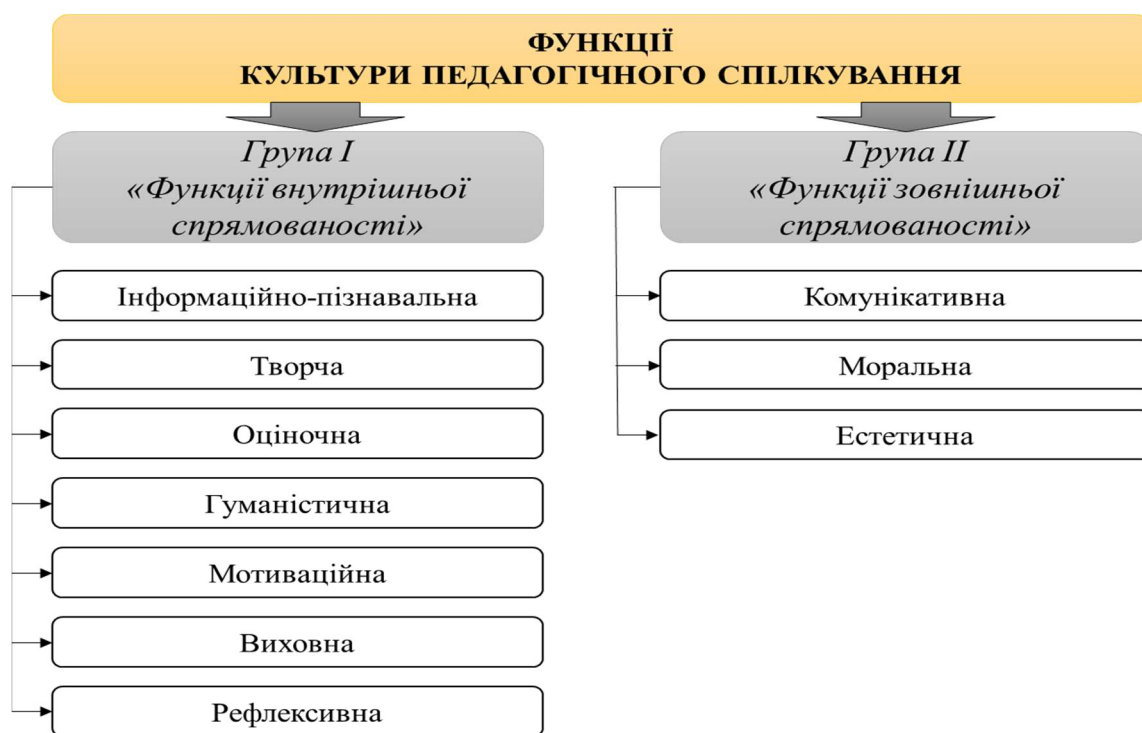 ФУНКЦІЇ
КУЛЬТУРИ ПЕДАГОГІЧНОГО СПІЛКУВАННЯ
Група І
«Функції внутрішньої
спрямованості»
Інформаційно-пізнавальна
Творча
Оціночна
Гуманістична
Мотиваційна
Виховна
Рефлексивна
Група ІІ
«Функції зовнішньої
спрямованості»
Комунікативна
Моральна
Естетична